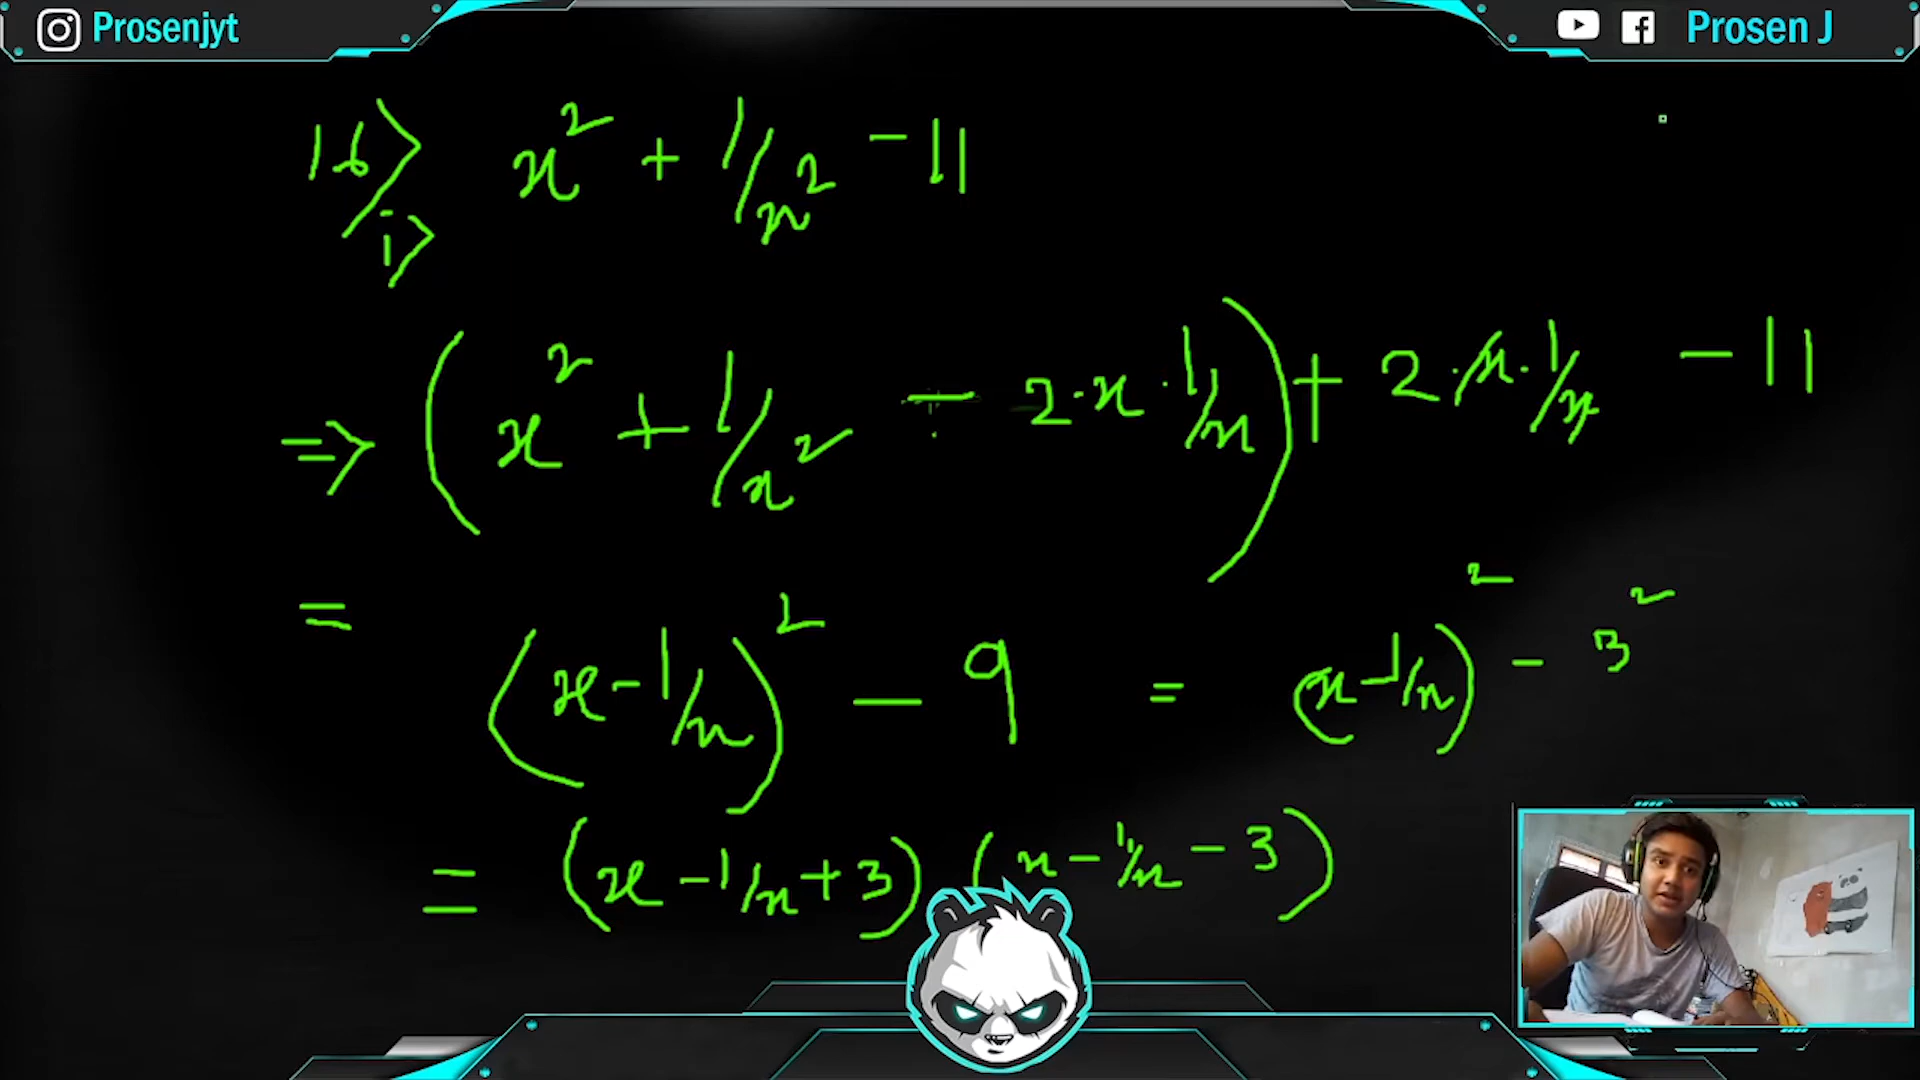 Prosenjyt
Prosen J
16>
i>
x² + 1/x² - 11
=> (x² + 1/x² - 2·x·1/x) + 2·x·1/x - 11
= (x - 1/x)² - 9 = (x - 1/x)² - 3²
= (x - 1/x + 3) (x - 1/x - 3)